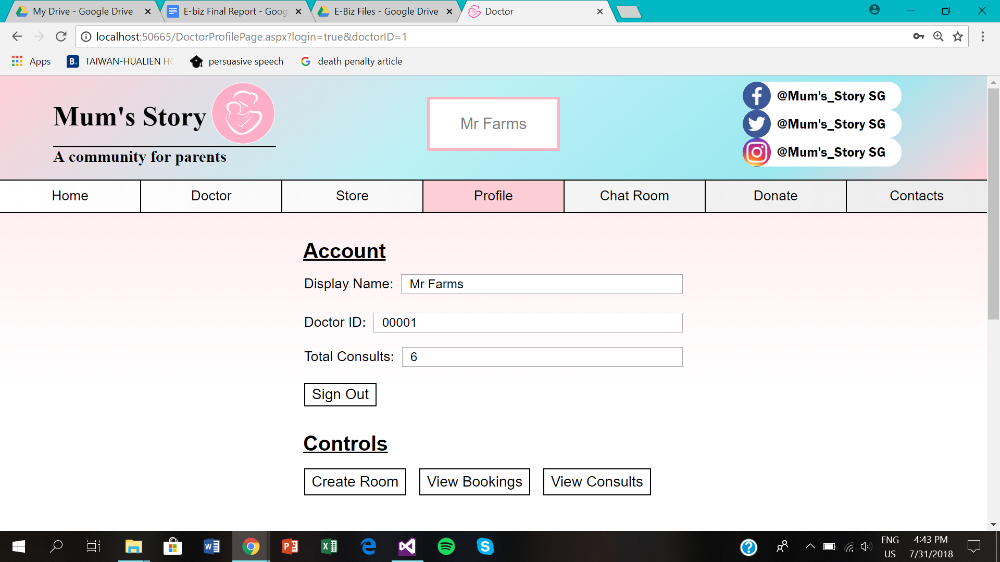 My Drive - Google Drive
E-biz Final Report - Goog
E-Biz Files - Google Drive
Doctor
localhost:50665/DoctorProfilePage.aspx?login=true&doctorID=1
Apps
B.
TAIWAN-HUALIEN HO
persuasive speech
death penalty article
Mum's Story
A community for parents
Mr Farms
@Mum's_Story SG
@Mum's_Story SG
@Mum's_Story SG
Home
Doctor
Store
Profile
Chat Room
Donate
Contacts
Account
Display Name: Mr Farms
Doctor ID: 00001
Total Consults: 6
Sign Out
Controls
Create Room
View Bookings
View Consults
ENG
US
4:43 PM
7/31/2018